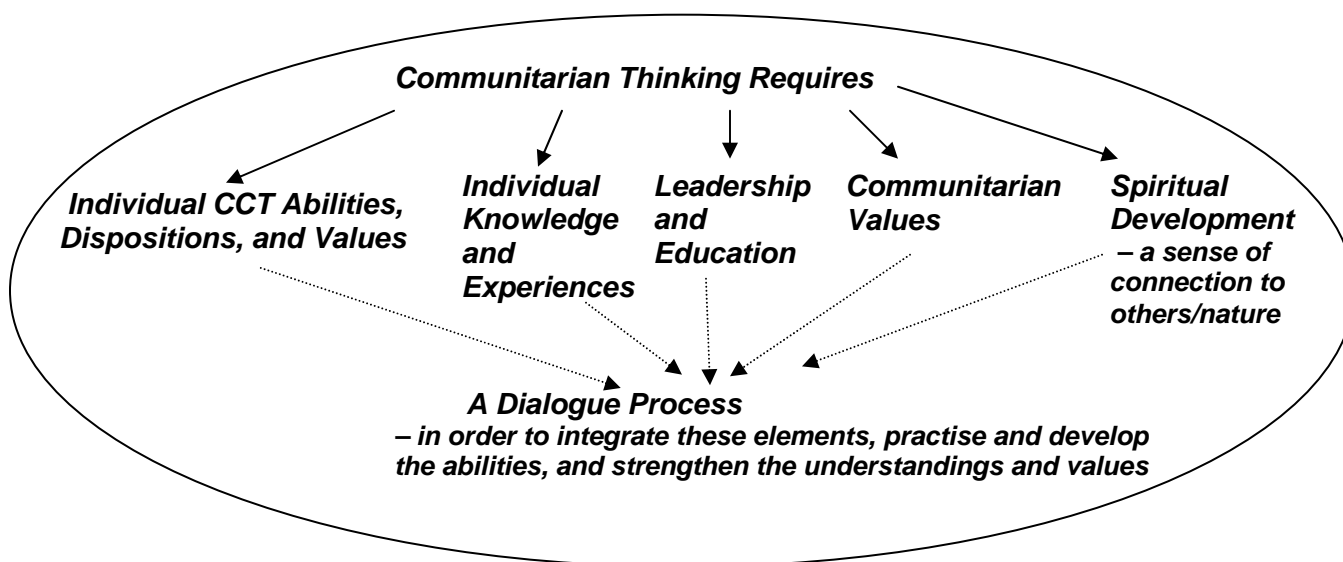 Communitarian Thinking Requires
Individual CCT Abilities,
Dispositions, and Values
Individual
Knowledge
and
Experiences
Leadership
and
Education
Communitarian
Values
Spiritual
Development
– a sense of
connection to
others/nature
A Dialogue Process
– in order to integrate these elements, practise and develop
the abilities, and strengthen the understandings and values